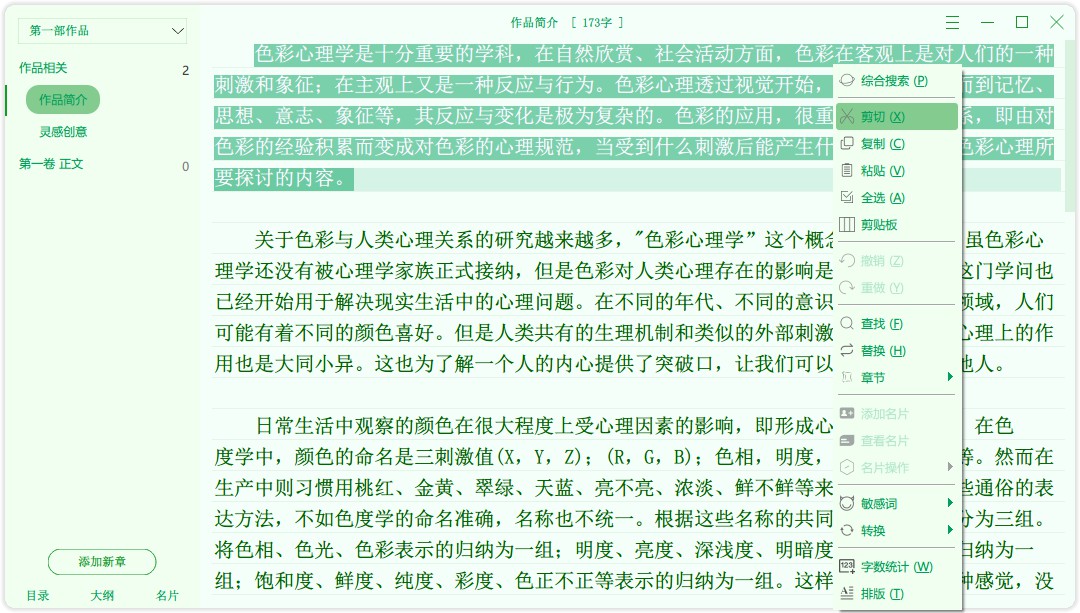 第一部作品
作品简介 [ 173字 ]
作品相关 2
作品简介
灵感创意
第一卷 正文 0
添加新章
目录 大纲 名片
色彩心理学是十分重要的学科，在自然欣赏、社会活动方面，色彩在客观上是对人们的一种
刺激和象征；在主观上又是一种反应与行为。色彩心理透过视觉开始， 而到记忆、
思想、意志、象征等，其反应与变化是极为复杂的。色彩的应用，很重 系，即由对
色彩的经验积累而变成对色彩的心理规范，当受到什么刺激后能产生什 色彩心理所
要探讨的内容。
关于色彩与人类心理关系的研究越来越多，"色彩心理学”这个概念 虽色彩心
理学还没有被心理学家族正式接纳，但是色彩对人类心理存在的影响是 这门学问也
已经开始用于解决现实生活中的心理问题。在不同的年代、不同的意识 领域，人们
可能有着不同的颜色喜好。但是人类共有的生理机制和类似的外部刺激 心理上的作
用也是大同小异。这也为了解一个人的内心提供了突破口，让我们可以 他人。
日常生活中观察的颜色在很大程度上受心理因素的影响，即形成心 在色
度学中，颜色的命名是三刺激值(X，Y，Z)；(R，G，B)；色相，明度， 等。然而在
生产中则习惯用桃红、金黄、翠绿、天蓝、亮不亮、浓淡、鲜不鲜等来 些通俗的表
达方法，不如色度学的命名准确，名称也不统一。根据这些名称的共同 分为三组。
将色相、色光、色彩表示的归纳为一组；明度、亮度、深浅度、明暗度 归纳为一
组；饱和度、鲜度、纯度、彩度、色正不正等表示的归纳为一组。这样 种感觉，没
综合搜索 (P)
剪切 (X)
复制 (C)
粘贴 (V)
全选 (A)
剪贴板
撤销 (Z)
重做 (Y)
查找 (F)
替换 (H)
章节
添加名片
查看名片
名片操作
敏感词
转换
字数统计 (W)
排版 (T)